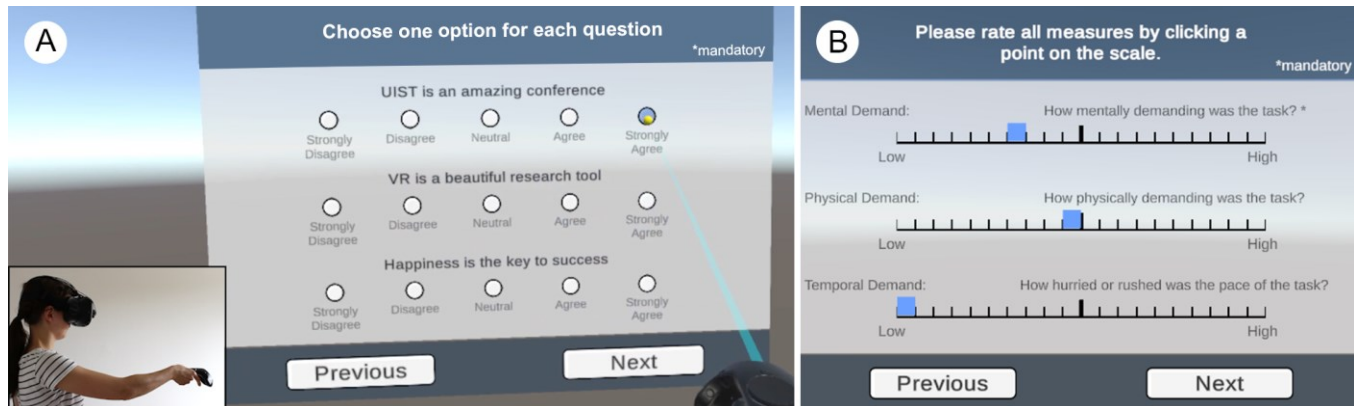 A
Choose one option for each question
*mandatory
UIST is an amazing conference
Strongly Disagree Disagree Neutral Agree Strongly Agree
VR is a beautiful research tool
Strongly Disagree Disagree Neutral Agree Strongly Agree
Happiness is the key to success
Strongly Disagree Disagree Neutral Agree Strongly Agree
Previous Next
B
Please rate all measures by clicking a
point on the scale.
*mandatory
Mental Demand: How mentally demanding was the task? *
Low High
Physical Demand: How physically demanding was the task?
Low High
Temporal Demand: How hurried or rushed was the pace of the task?
Low High
Previous Next